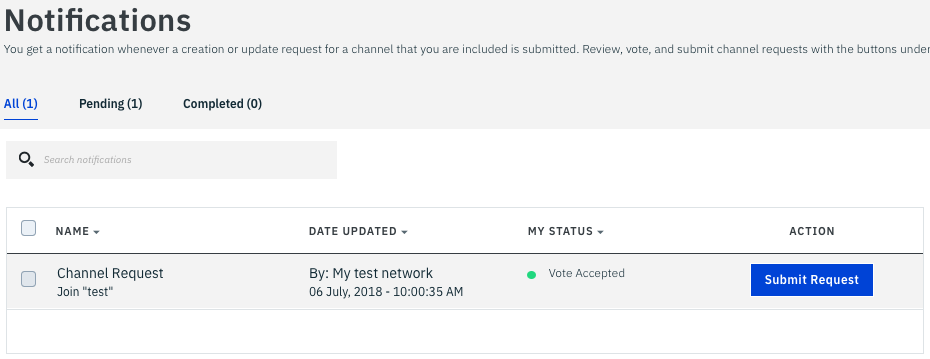 Notifications
You get a notification whenever a creation or update request for a channel that you are included is submitted. Review, vote, and submit channel requests with the buttons under
All (1) Pending (1) Completed (0)
Search notifications
NAME DATE UPDATED MY STATUS ACTION
Channel Request By: My test network Vote Accepted Submit Request
Join "test" 06 July, 2018 - 10:00:35 AM